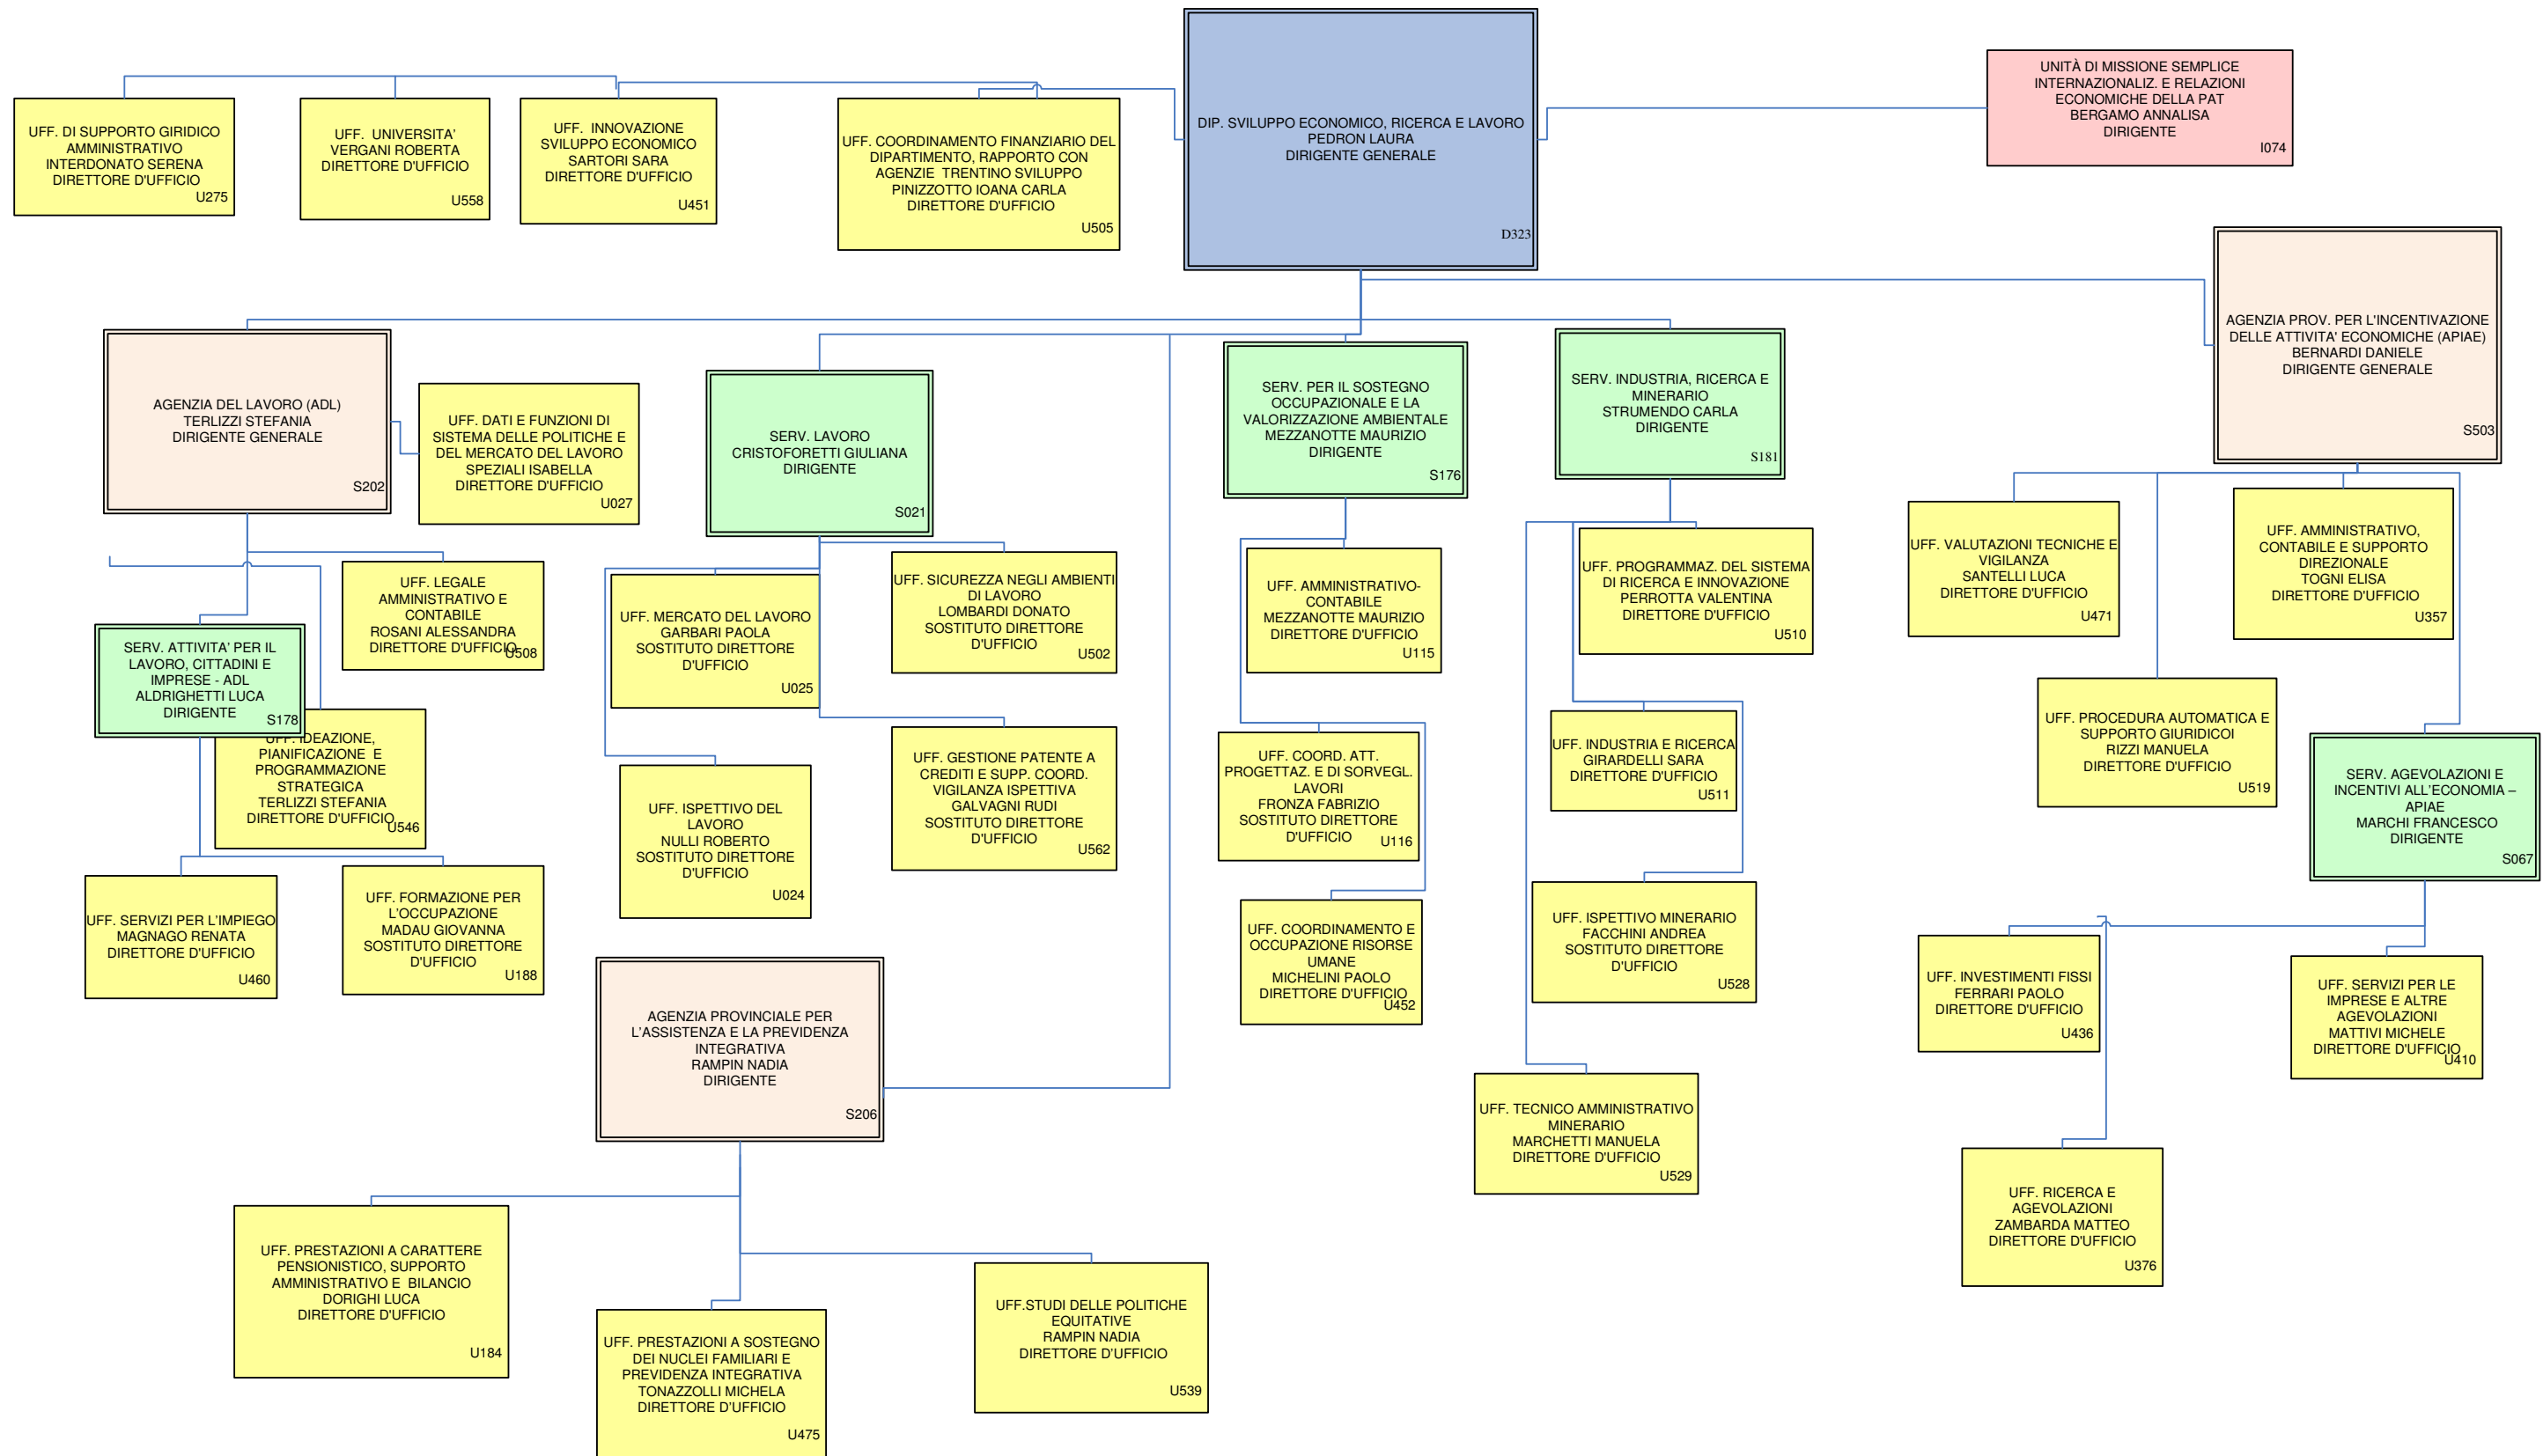 DIP. SVILUPPO ECONOMICO, RICERCA E LAVORO
PEDRON LAURA
DIRIGENTE GENERALE
D323
UNITÀ DI MISSIONE SEMPLICE
INTERNAZIONALIZ. E RELAZIONI
ECONOMICHE DELLA PAT
BERGAMO ANNALISA
DIRIGENTE
I074
UFF. DI SUPPORTO GIRIDICO
AMMINISTRATIVO
INTERDONATO SERENA
DIRETTORE D'UFFICIO
U275
UFF.  UNIVERSITA'
VERGANI ROBERTA
DIRETTORE D'UFFICIO
U558
UFF.  INNOVAZIONE
SVILUPPO ECONOMICO
SARTORI SARA
DIRETTORE D'UFFICIO
U451
UFF. COORDINAMENTO FINANZIARIO DEL
DIPARTIMENTO, RAPPORTO CON
AGENZIE  TRENTINO SVILUPPO
PINIZZOTTO IOANA CARLA
DIRETTORE D'UFFICIO
U505
AGENZIA DEL LAVORO (ADL)
TERLIZZI STEFANIA
DIRIGENTE GENERALE
S202
UFF. DATI E FUNZIONI DI
SISTEMA DELLE POLITICHE E
DEL MERCATO DEL LAVORO
SPEZIALI ISABELLA
DIRETTORE D'UFFICIO
U027
SERV. LAVORO
CRISTOFORETTI GIULIANA
DIRIGENTE
S021
SERV. PER IL SOSTEGNO
OCCUPAZIONALE E LA
VALORIZZAZIONE AMBIENTALE
MEZZANOTTE MAURIZIO
DIRIGENTE
S176
SERV. INDUSTRIA, RICERCA E
MINERARIO
STRUMENDO CARLA
DIRIGENTE
S181
AGENZIA PROV. PER L'INCENTIVAZIONE
DELLE ATTIVITA' ECONOMICHE (APIAE)
BERNARDI DANIELE
DIRIGENTE GENERALE
S503
UFF. LEGALE
AMMINISTRATIVO E
CONTABILE
ROSANI ALESSANDRA
DIRETTORE D'UFFICIO
U508
SERV. ATTIVITA' PER IL
LAVORO, CITTADINI E
IMPRESE - ADL
ALDRIGHETTI LUCA
DIRIGENTE
S178
UFF. IDEAZIONE,
PIANIFICAZIONE  E
PROGRAMMAZIONE
STRATEGICA
TERLIZZI STEFANIA
DIRETTORE D'UFFICIO
U546
UFF. SERVIZI PER L'IMPIEGO
MAGNAGO RENATA
DIRETTORE D'UFFICIO
U460
UFF. FORMAZIONE PER
L'OCCUPAZIONE
MADAU GIOVANNA
SOSTITUTO DIRETTORE
D'UFFICIO
U188
UFF. MERCATO DEL LAVORO
GARBARI PAOLA
SOSTITUTO DIRETTORE
D'UFFICIO
U025
UFF. SICUREZZA NEGLI AMBIENTI
DI LAVORO
LOMBARDI DONATO
SOSTITUTO DIRETTORE
D'UFFICIO
U502
UFF. ISPETTIVO DEL
LAVORO
NULLI ROBERTO
SOSTITUTO DIRETTORE
D'UFFICIO
U024
UFF. GESTIONE PATENTE A
CREDITI E SUPP. COORD.
VIGILANZA ISPETTIVA
GALVAGNI RUDI
SOSTITUTO DIRETTORE
D'UFFICIO
U562
UFF. AMMINISTRATIVO-
CONTABILE
MEZZANOTTE MAURIZIO
DIRETTORE D'UFFICIO
U115
UFF. COORD. ATT.
PROGETTAZ. E DI SORVEGL.
LAVORI
FRONZA FABRIZIO
SOSTITUTO DIRETTORE
D'UFFICIO
U116
UFF. COORDINAMENTO E
OCCUPAZIONE RISORSE
UMANE
MICHELINI PAOLO
DIRETTORE D'UFFICIO
U452
UFF. PROGRAMMAZ. DEL SISTEMA
DI RICERCA E INNOVAZIONE
PERROTTA VALENTINA
DIRETTORE D'UFFICIO
U510
UFF. INDUSTRIA E RICERCA
GIRARDELLI SARA
DIRETTORE D'UFFICIO
U511
UFF. ISPETTIVO MINERARIO
FACCHINI ANDREA
SOSTITUTO DIRETTORE
D'UFFICIO
U528
UFF. TECNICO AMMINISTRATIVO
MINERARIO
MARCHETTI MANUELA
DIRETTORE D'UFFICIO
U529
UFF. VALUTAZIONI TECNICHE E
VIGILANZA
SANTELLI LUCA
DIRETTORE D'UFFICIO
U471
UFF. AMMINISTRATIVO,
CONTABILE E SUPPORTO
DIREZIONALE
TOGNI ELISA
DIRETTORE D'UFFICIO
U357
UFF. PROCEDURA AUTOMATICA E
SUPPORTO GIURIDICOI
RIZZI MANUELA
DIRETTORE D'UFFICIO
U519
SERV. AGEVOLAZIONI E
INCENTIVI ALL'ECONOMIA –
APIAE
MARCHI FRANCESCO
DIRIGENTE
S067
UFF. INVESTIMENTI FISSI
FERRARI PAOLO
DIRETTORE D'UFFICIO
U436
UFF. SERVIZI PER LE
IMPRESE E ALTRE
AGEVOLAZIONI
MATTIVI MICHELE
DIRETTORE D'UFFICIO
U410
UFF. RICERCA E
AGEVOLAZIONI
ZAMBARDA MATTEO
DIRETTORE D'UFFICIO
U376
AGENZIA PROVINCIALE PER
L'ASSISTENZA E LA PREVIDENZA
INTEGRATIVA
RAMPIN NADIA
DIRIGENTE
S206
UFF. PRESTAZIONI A CARATTERE
PENSIONISTICO, SUPPORTO
AMMINISTRATIVO E  BILANCIO
DORIGHI LUCA
DIRETTORE D'UFFICIO
U184
UFF. PRESTAZIONI A SOSTEGNO
DEI NUCLEI FAMILIARI E
PREVIDENZA INTEGRATIVA
TONAZZOLLI MICHELA
DIRETTORE D'UFFICIO
U475
UFF.STUDI DELLE POLITICHE
EQUITATIVE
RAMPIN NADIA
DIRETTORE D'UFFICIO
U539